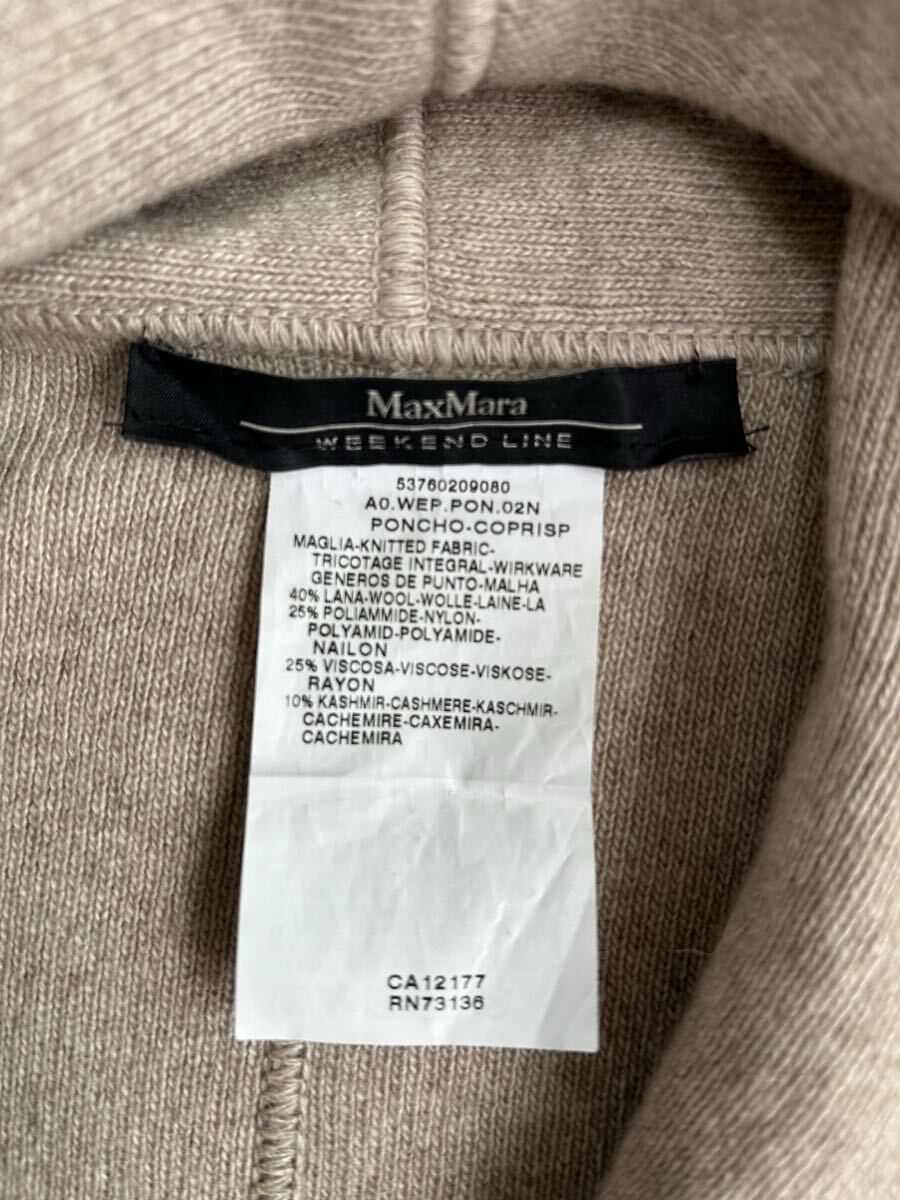 MaxMara
WEEKEND LINE
53760209080
A0.WEP.PON.02N
PONCHO-COPRISP
MAGLIA-KNITTED FABRIC-
TRICOTAGE INTEGRAL-WIRKWARE
GENEROS DE PUNTO-MALHA
40% LANA-WOOL-WOLLE-LAINE-LA
25% POLIAMMIDE-NYLON-
POLYAMID-POLYAMIDE-
NAILON
25% VISCOSA-VISCOSE-VISKOSE-
RAYON
10% KASHMIR-CASHMERE-KASCHMIR-
CACHEMIRE-CAXEMIRA-
CACHEMIRA
CA12177
RN73136